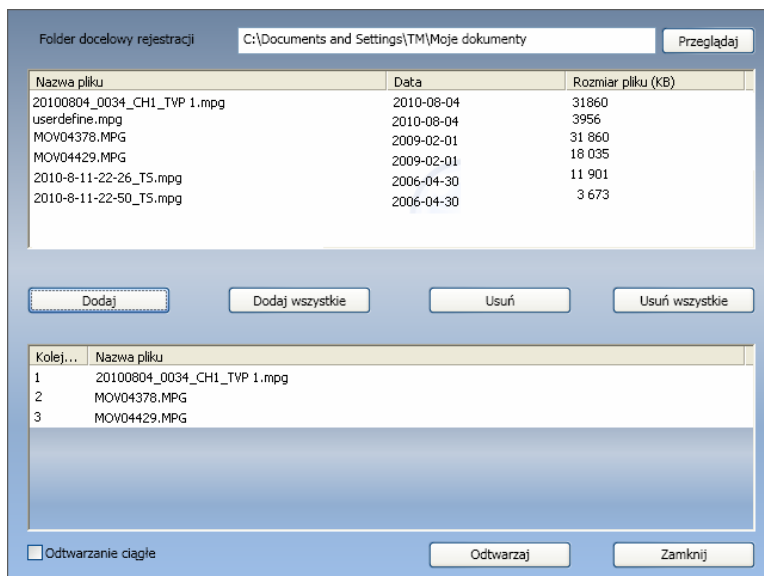 Folder docelowy rejestracji C:\Documents and Settings\TM\Moje dokumenty Przeglądaj
Nazwa pliku Data Rozmiar pliku (KB)
20100804_0034_CH1_TVP 1.mpg 2010-08-04 31860
userdefine.mpg 2010-08-04 3956
MOV04378.MPG 2009-02-01 31 860
MOV04429.MPG 2009-02-01 18 035
2010-8-11-22-26_TS.mpg 2006-04-30 11 901
2010-8-11-22-50_TS.mpg 2006-04-30 3 673
Dodaj Dodaj wszystkie Usuń Usuń wszystkie
Kolej... Nazwa pliku
1 20100804_0034_CH1_TVP 1.mpg
2 MOV04378.MPG
3 MOV04429.MPG
Odtwarzanie ciągłe Odtwarzaj Zamknij